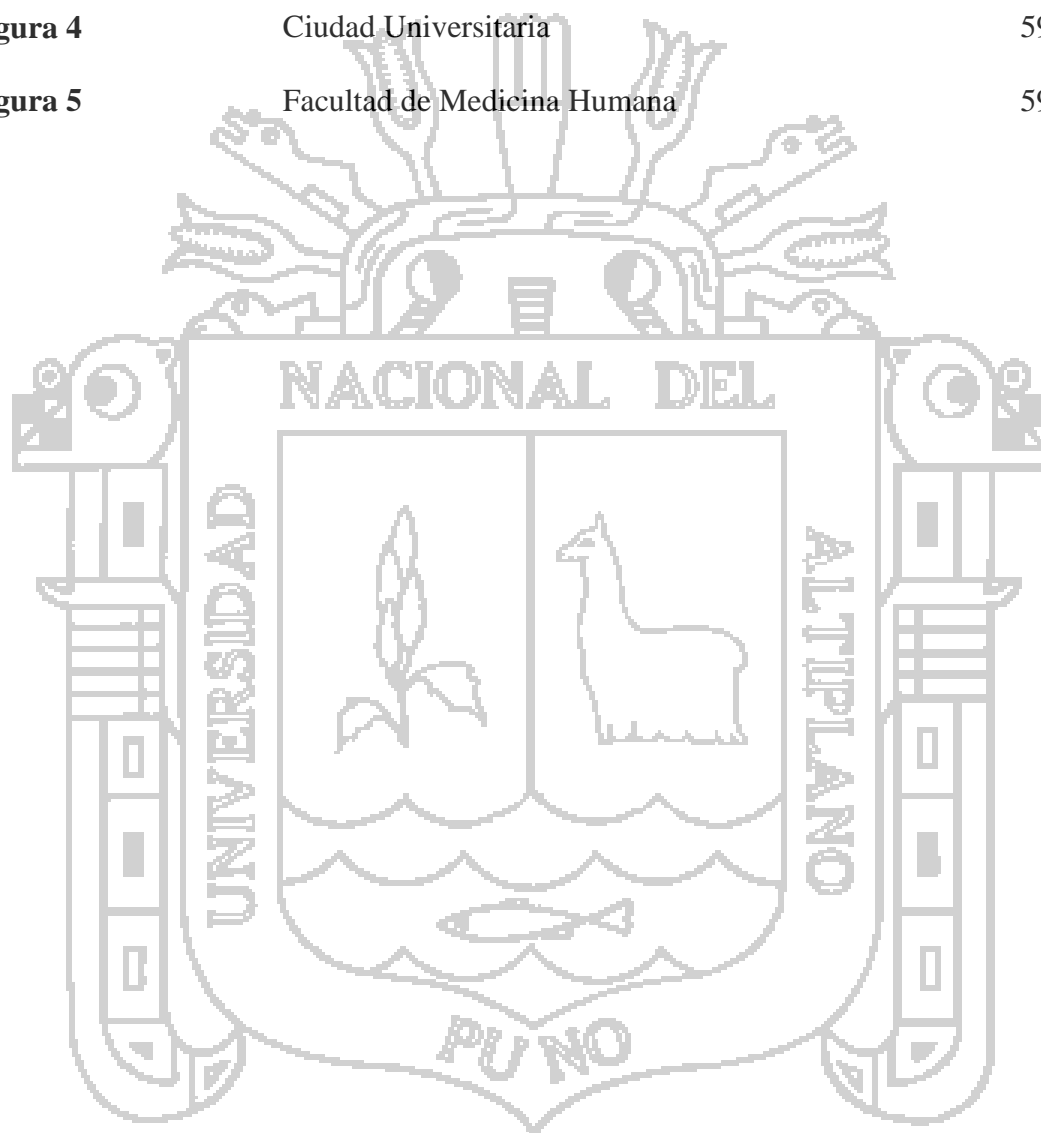 gura 4 Ciudad Universitaria 59
gura 5 Facultad de Medicina Humana 59
NACIONAL DEL
UNIVERSIDAD
ALTIPLANO
PUNO